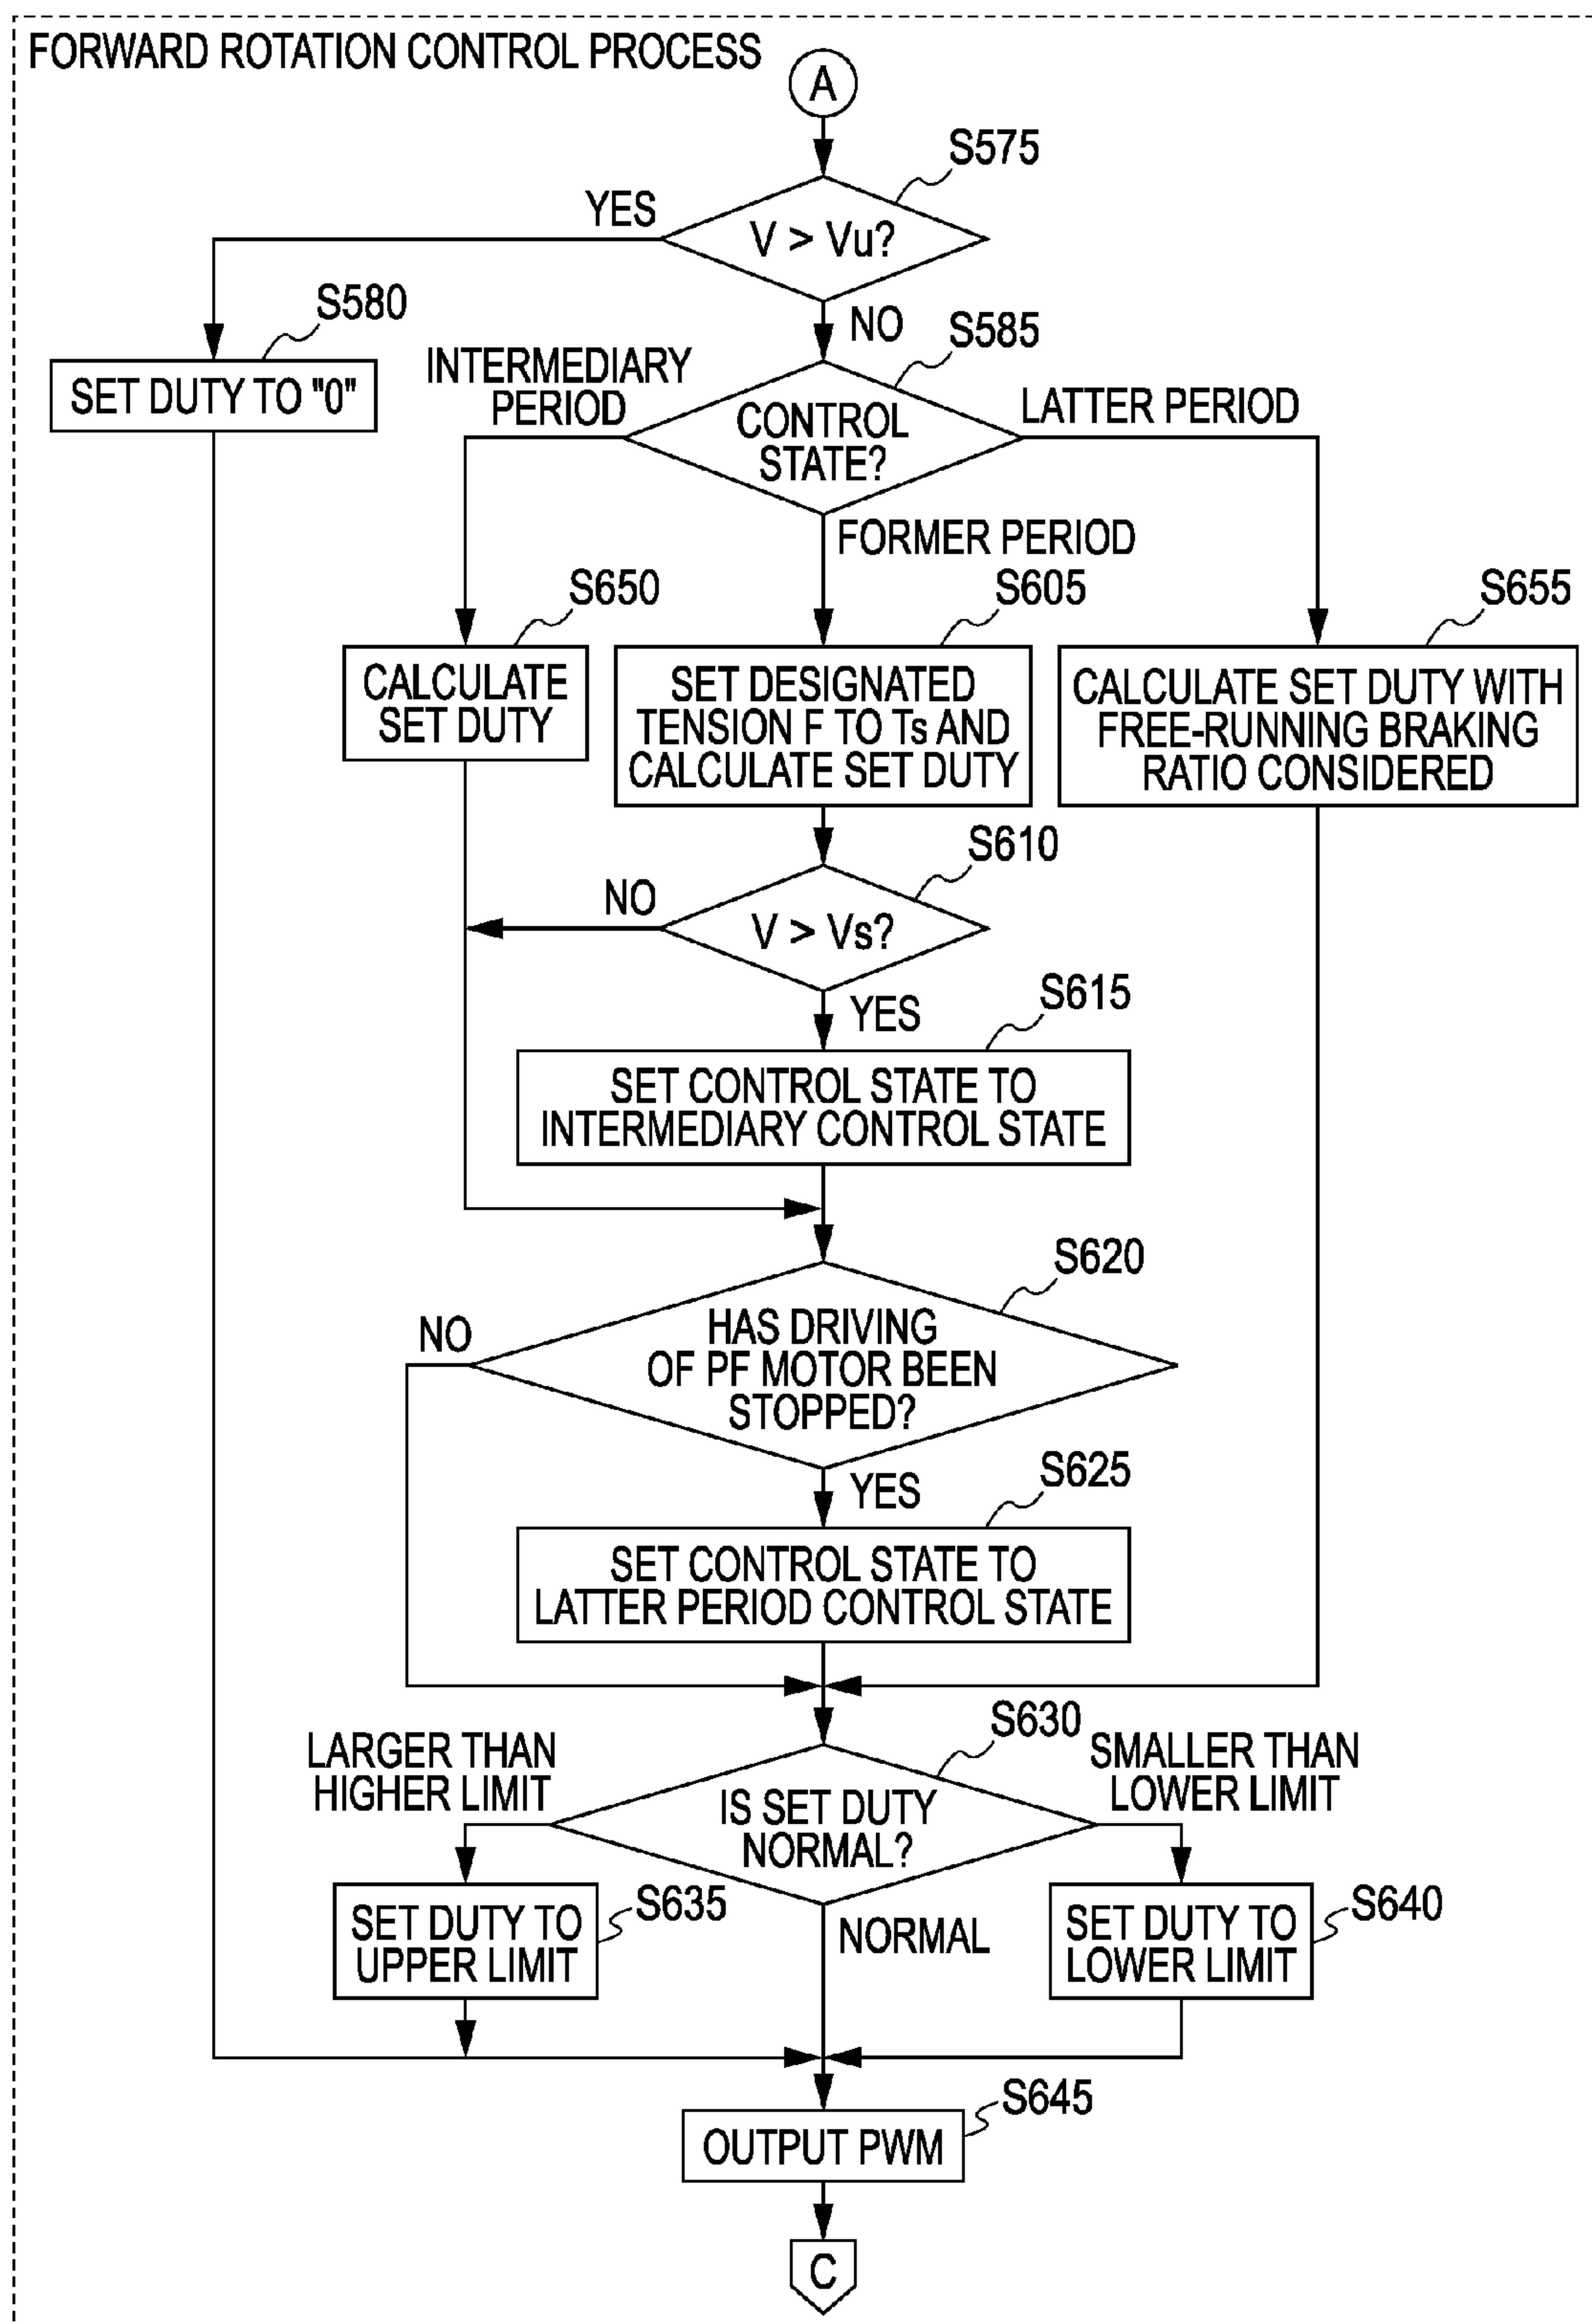 FORWARD ROTATION CONTROL PROCESS
A
S575
YES
V > Vu?
S580
NO
S585
SET DUTY TO "0"
INTERMEDIARY
PERIOD
CONTROL
STATE?
LATTER PERIOD
FORMER PERIOD
S650
S605
S655
CALCULATE
SET DUTY
SET DESIGNATED
TENSION F TO Ts AND
CALCULATE SET DUTY
CALCULATE SET DUTY WITH
FREE-RUNNING BRAKING
RATIO CONSIDERED
S610
NO
V > Vs?
S615
YES
SET CONTROL STATE TO
INTERMEDIARY CONTROL STATE
S620
NO
HAS DRIVING
OF PF MOTOR BEEN
STOPPED?
S625
YES
SET CONTROL STATE TO
LATTER PERIOD CONTROL STATE
S630
LARGER THAN
HIGHER LIMIT
IS SET DUTY
NORMAL?
SMALLER THAN
LOWER LIMIT
SET DUTY TO
UPPER LIMIT
S635
NORMAL
SET DUTY TO
LOWER LIMIT
S640
S645
OUTPUT PWM
C